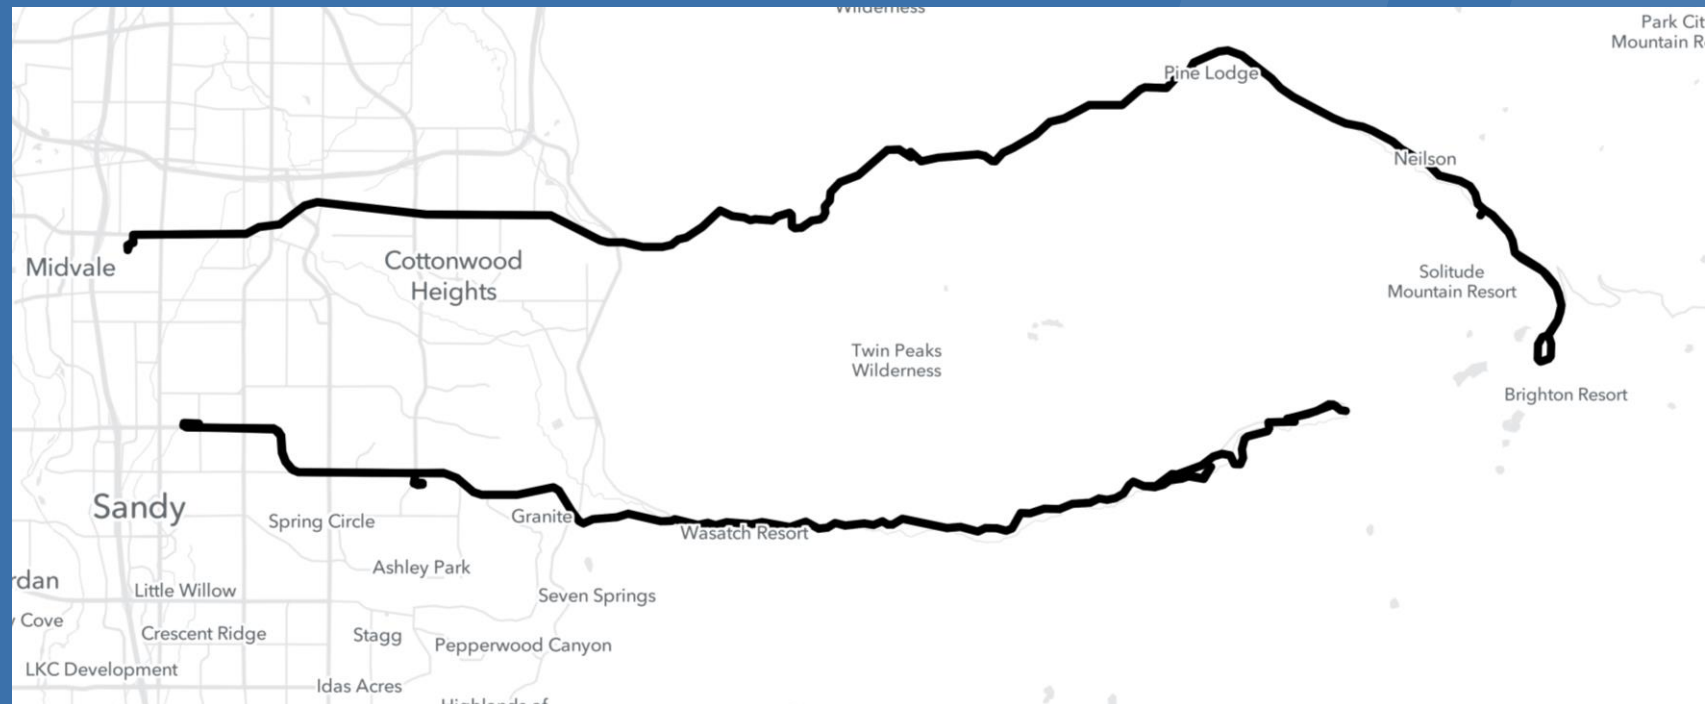 Wilderness
Park Cit
Mountain R
Pine Lodge
Neilson
Midvale
Cottonwood
Heights
Solitude
Mountain Resort
Twin Peaks
Wilderness
Brighton Resort
Sandy
Spring Circle
Granite
Wasatch Resort
Ashley Park
rdan
Little Willow
Seven Springs
y Cove
Crescent Ridge
Stagg
Pepperwood Canyon
LKC Development
Idas Acres
Highlands of